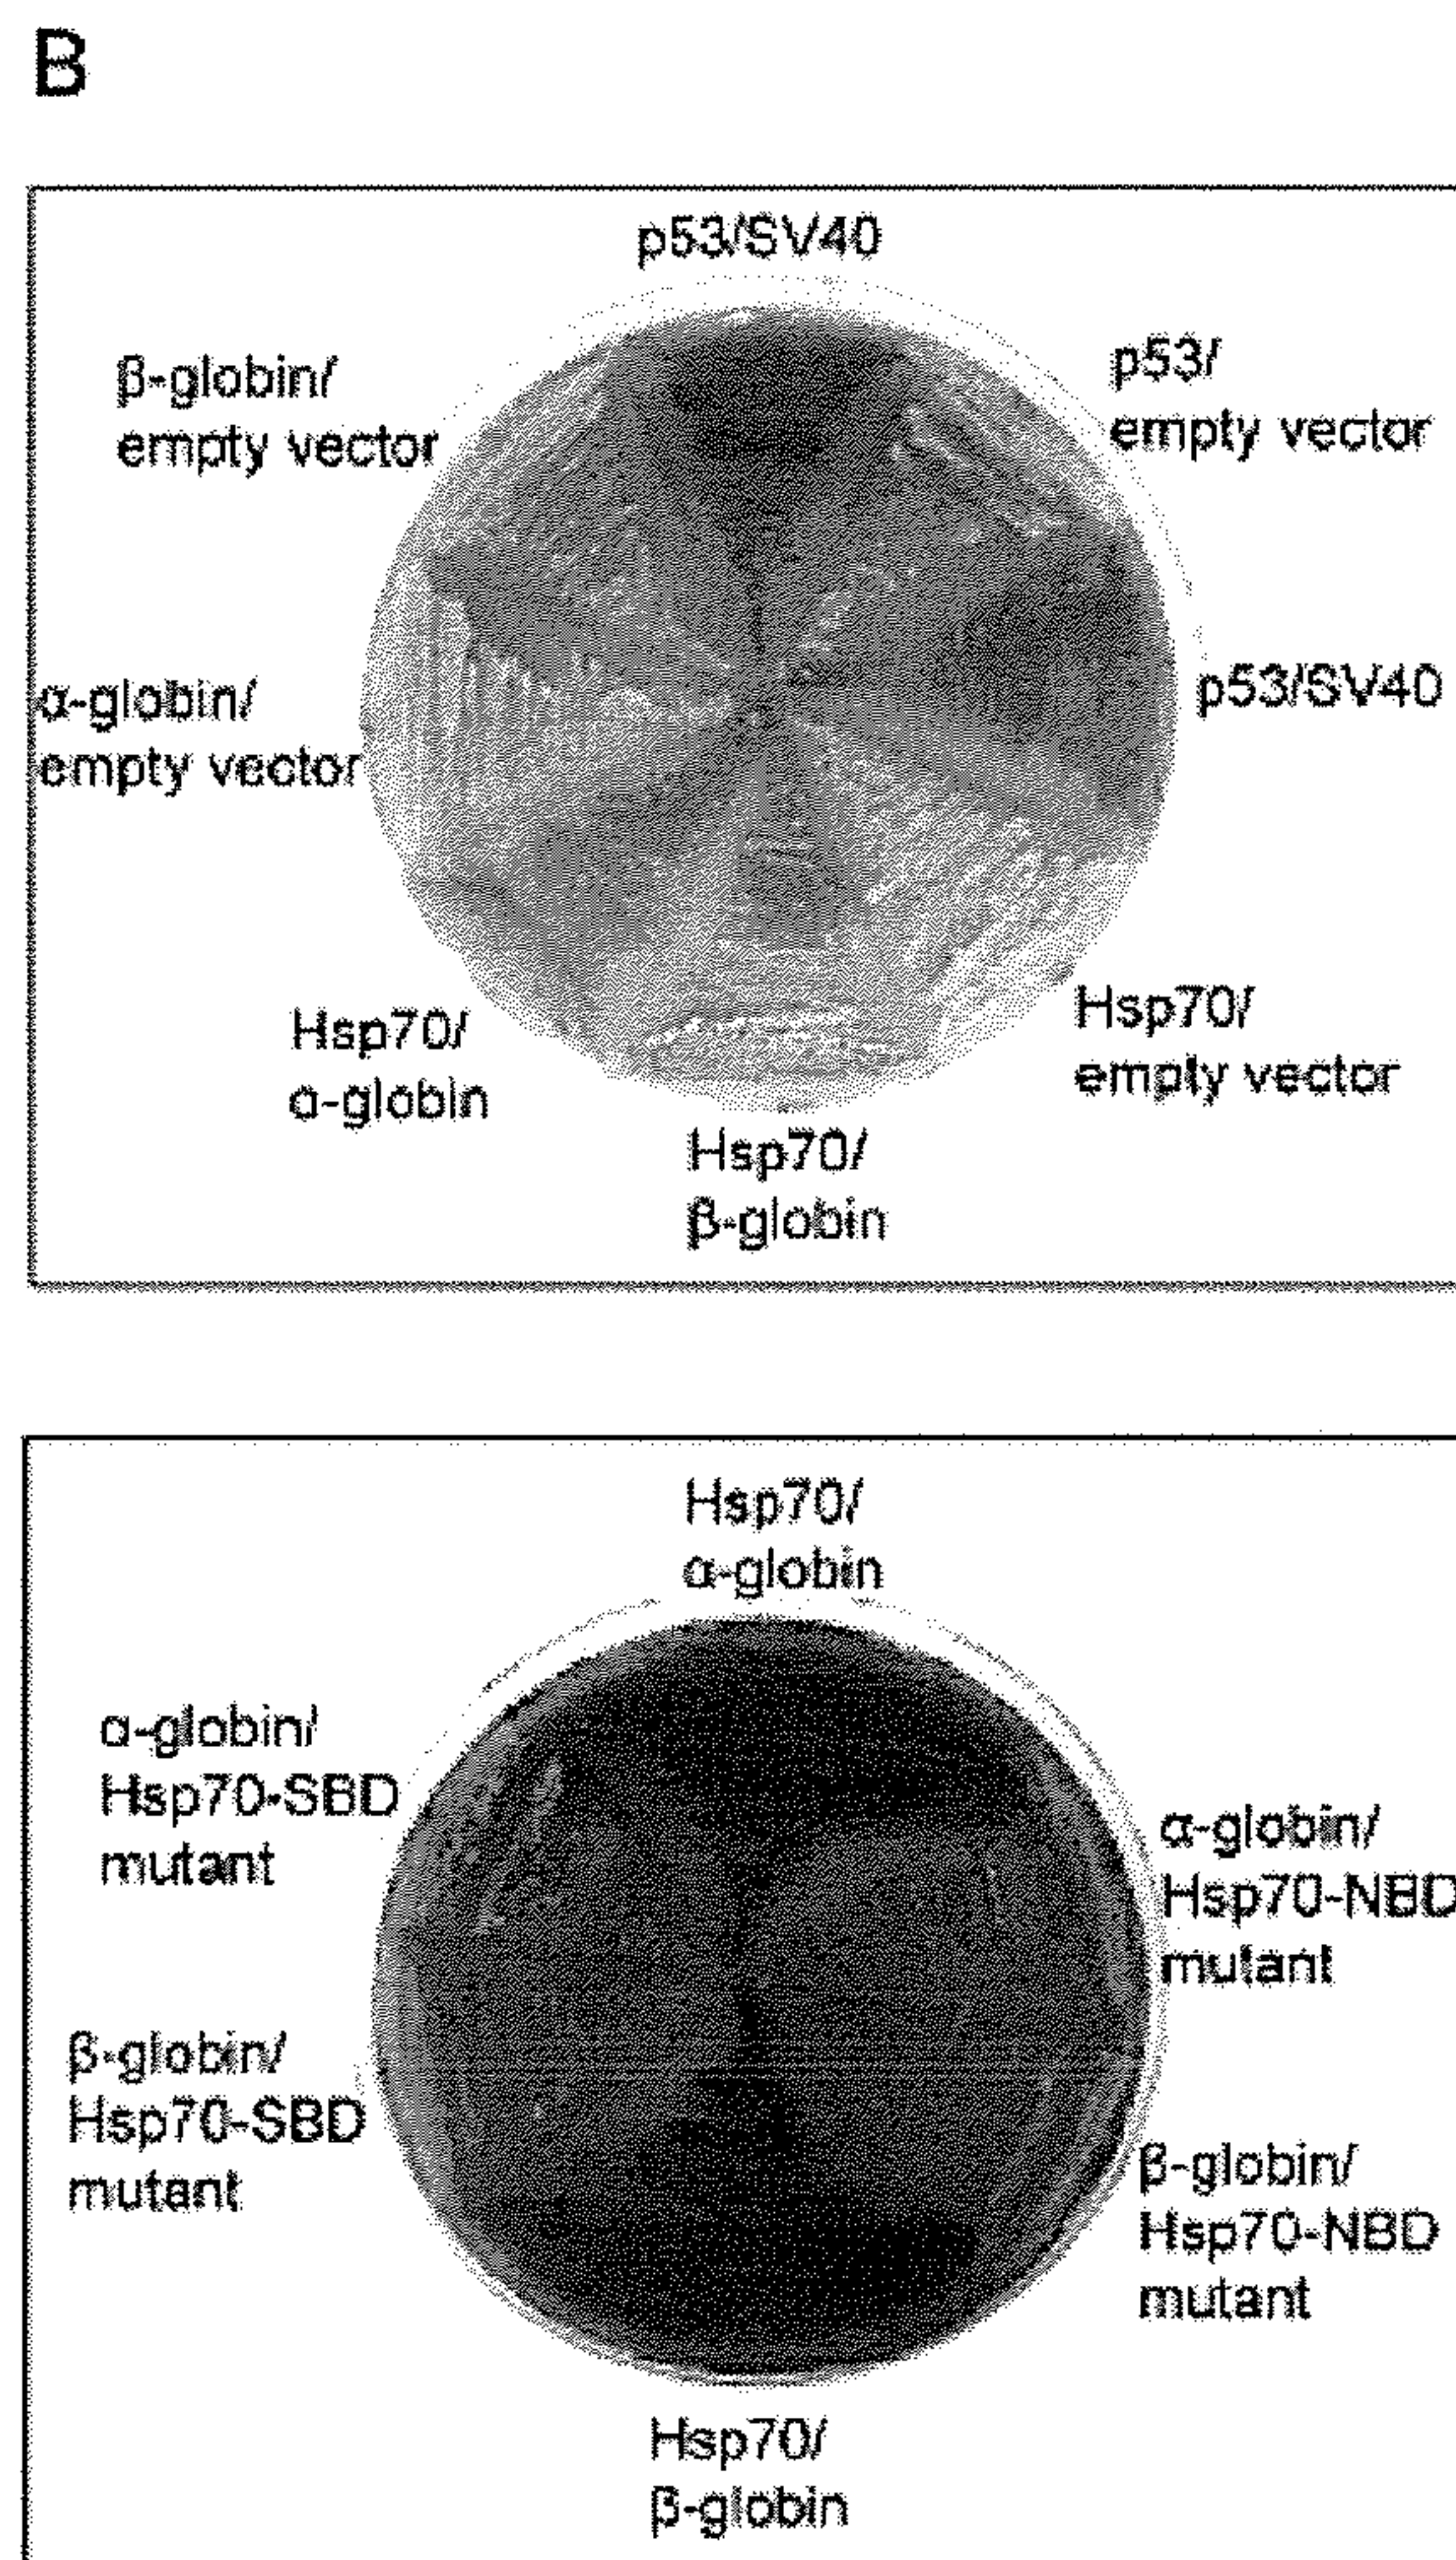 B
p53/SV40
β-globin/
empty vector
p53/
empty vector
α-globin/
empty vector
p53/SV40
Hsp70/
α-globin
Hsp70/
empty vector
Hsp70/
β-globin
Hsp70/
α-globin
α-globin/
Hsp70-SBD
mutant
α-globin/
Hsp70-NBD
mutant
β-globin/
Hsp70-SBD
mutant
β-globin/
Hsp70-NBD
mutant
Hsp70/
β-globin